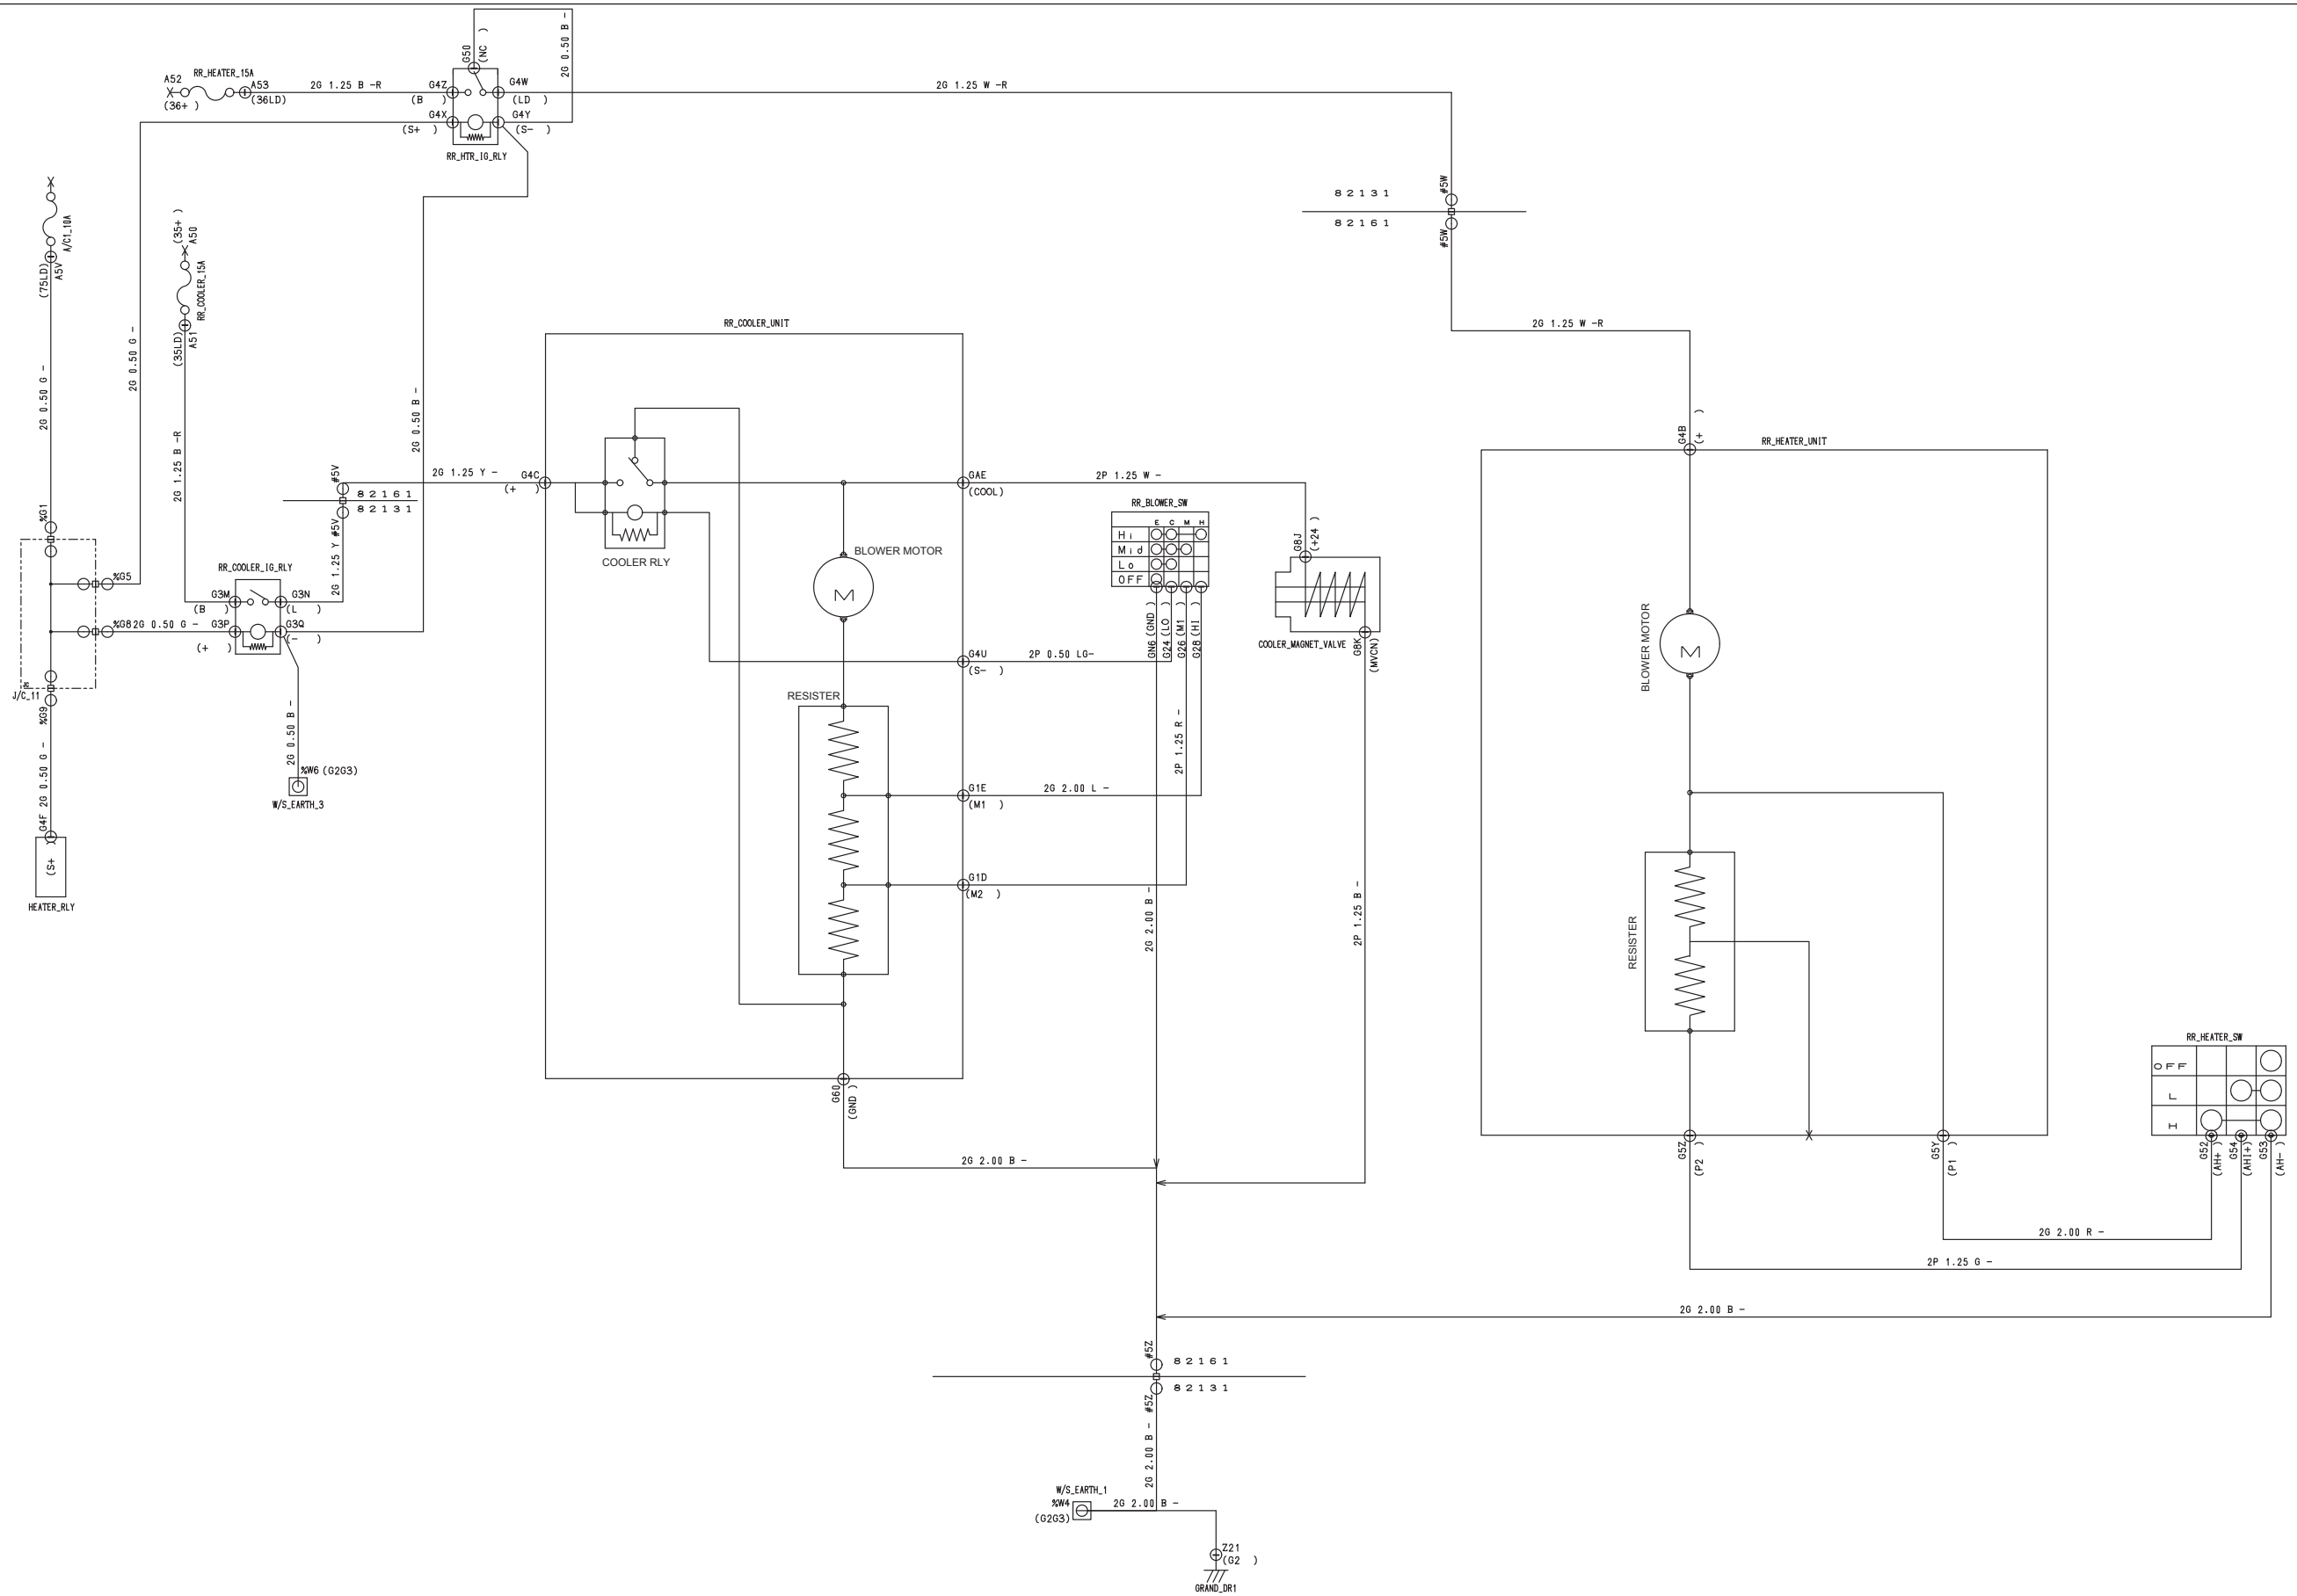 G50
(NC )
2G 0.50 B -
A52
RR_HEATER_15A
A53
(36+ )
(36LD)
2G 1.25 B -R
G4Z
(B )
G4W
(LD )
2G 1.25 W -R
G4X
(S+ )
G4Y
(S- )
RR_HTR_IG_RLY
A/C1_10A
(75LD)
A5V
2G 0.50 G -
2G 0.50 G -
(35+ )
A50
RR_COOLER_15A
(35LD)
A51
2G 1.25 B -R
2G 0.50 B -
82131
#5W
82161
#5W
2G 1.25 W -R
RR_COOLER_UNIT
G4B
(+ )
RR_HEATER_UNIT
#5V
82161
82131
#5V
2G 1.25 Y
2G 1.25 Y -
G4C
(+ )
COOLER RLY
GAE
(COOL)
2P 1.25 W -
BLOWER MOTOR
M
RR_BLOWER_SW
E C M H
Hi
Mid
Lo
OFF
GN6 (GND )
G24 (LO )
G26 (M1 )
G28 (HI )
G8J
(+24 )
COOLER_MAGNET_VALVE
G8K
(MVCN)
%G1
%G5
%G8
2G 0.50 G -
J/C_11
%G9
2G 0.50 G -
G4F
(S+
HEATER_RLY
RR_COOLER_IG_RLY
G3M
(B )
G3N
(L )
G3P
(+ )
G3Q
(- )
2G 0.50 B -
%W6 (G2G3)
W/S_EARTH_3
G4U
(S- )
2P 0.50 LG-
RESISTER
2P 1.25 R -
G1E
(M1 )
2G 2.00 L -
G1D
(M2 )
2G 2.00 B -
2P 1.25 B -
BLOWER MOTOR
M
RESISTER
G60
(GND )
2G 2.00 B -
RR_HEATER_SW
OFF
L
H
G5Z
(P2 )
G5Y
(P1 )
G52
(AH+ )
G54
(AHI+)
G53
(AH- )
2G 2.00 R -
2P 1.25 G -
2G 2.00 B -
#5Z
82161
82131
#5Z
2G 2.00 B -
W/S_EARTH_1
%W4
(G2G3)
2G 2.00 B -
Z21
(G2 )
GRAND_DR1